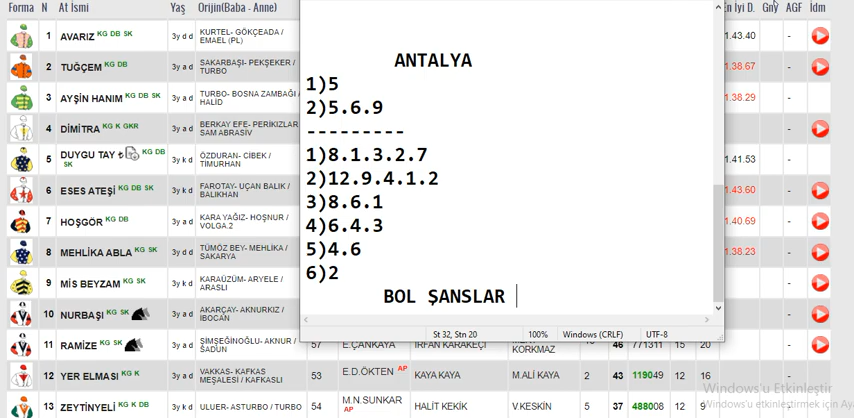 Forma N At İsmi Yaş Orijin(Baba - Anne) En İyi D. Gny AGF İdm
1 AVARIZ KG DB SK 3y d d KURTEL- GÖKÇEADA / EMAEL (PL) 1.43.40 -
2 TUĞÇEM KG DB 3y a d SAKARBAŞI- PEKŞEKER / TURBO 1.38.67 -
3 AYŞİN HANIM KG DB SK 3y a d TURBO- BOSNA ZAMBAĞI / HALİD 1.38.29 -
4 DİMİTRA KG K GKR 3y a d BERKAY EFE- PERİKIZLAR SAM ABRASİV -
5 DUYGU TAY KG DB SK 3y k d ÖZDURAN- CİBEK / TİMURHAN 1.41.53 -
6 ESES ATEŞİ KG DB SK 3y k d FAROTAY- UÇAN BALIK / BALIKHAN 1.43.60 -
7 HOŞGÖR KG DB 3y a d KARA YAĞIZ- HOŞNUR / VOLGA.2 1.40.69 -
8 MEHLİKA ABLA KG SK 3y a d TÜMÖZ BEY- MEHLİKA / SAKARYA 1.38.23 -
9 MİS BEYZAM KG SK 3y k d KARAÜZÜM- ARYELE / ARASLI -
10 NURBAŞI KG SK 3y a d AKARÇAY- AKNURKIZ / İBOCAN -
11 RAMİZE KG SK 3y a d ŞİMŞEĞİNOĞLU- AKNUR / ŞADUN 57 E.ÇANKAYA İRFAN KARAKEÇİ KORKMAZ 10 46 771311 15 20 -
12 YER ELMASI KG K 3y a d VAKKAS- KAFKAS MEŞALESİ / KAFKASLI 53 E.D.ÖKTEN AP KAYA KAYA M.ALİ KAYA 2 43 119049 12 16
13 ZEYTİNYELİ KG K DB 3y k d ULUER- ASTURBO / TURBO 54 M.N.SUNKAR AP HALİT KEKİK V.KESKİN 5 37 488008 12 9
ANTALYA
1)5
2)5.6.9
---------
1)8.1.3.2.7
2)12.9.4.1.2
3)8.6.1
4)6.4.3
5)4.6
6)2
BOL ŞANSLAR
St 32, Stn 20 100% Windows (CRLF) UTF-8
Windows'u Etkinleştir
Windows'u etkinleştirmek için Ay